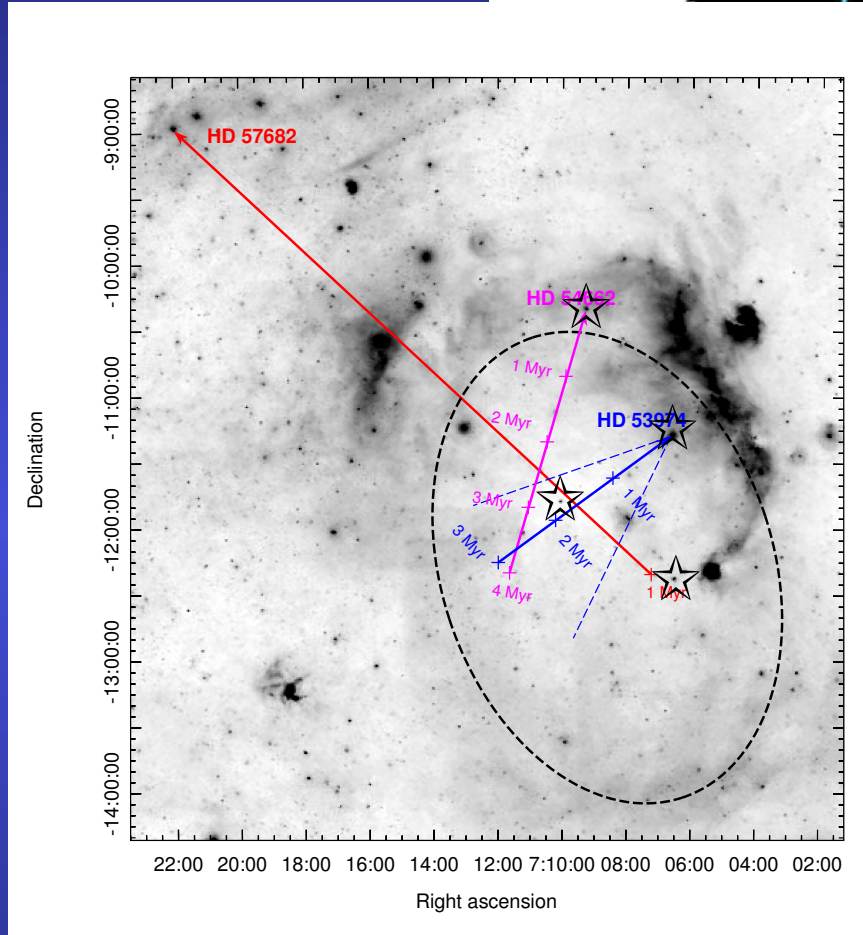 -9:00:00
HD 57682
-10:00:00
HD 54662
1 Myr
-11:00:00
2 Myr
HD 53974
3 Myr
1 Myr
-12:00:00
3 Myr
2 Myr
4 Myr
1 Myr
-13:00:00
-14:00:00
22:00 20:00 18:00 16:00 14:00 12:00 7:10:00 08:00 06:00 04:00 02:00
Declination
Right ascension